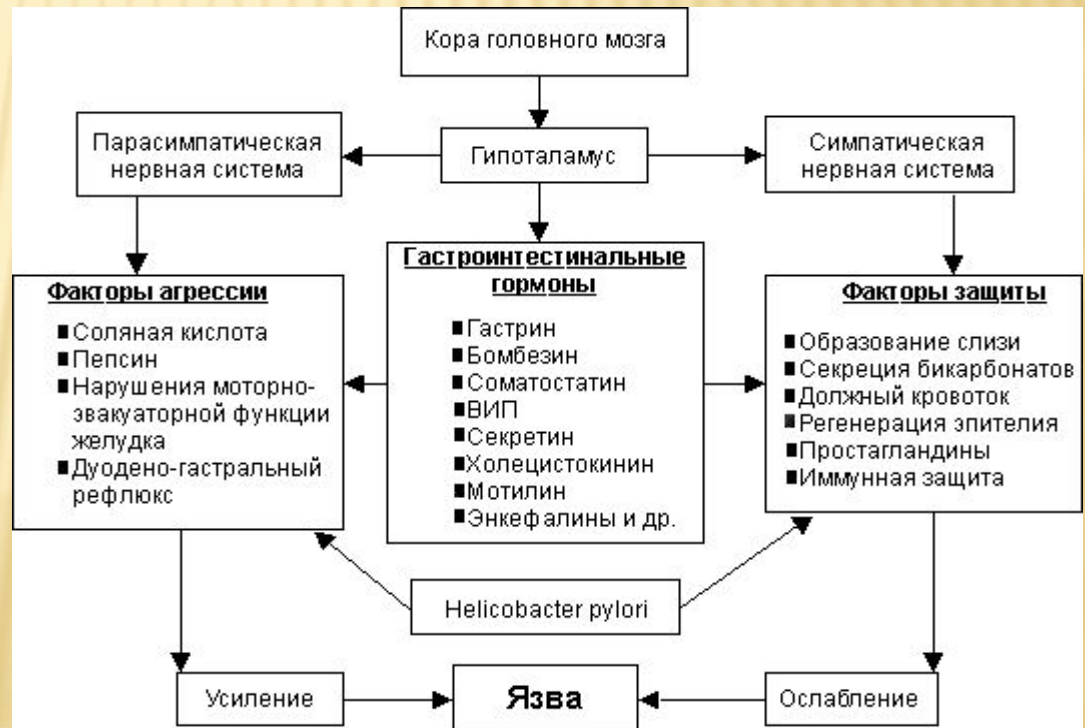 Кора головного мозга
Парасимпатическая
нервная система
Гипоталамус
Симпатическая
нервная система
Факторы агрессии
Соляная кислота
Пепсин
Нарушения моторно-
эвакуаторной функции
желудка
Дуодено-гастральный
рефлюкс
Гастроинтестинальные
гормоны
Гастрин
Бомбезин
Соматостатин
ВИП
Секретин
Холецистокинин
Мотилин
Энкефалины и др.
Факторы защиты
Образование слизи
Секреция бикарбонатов
Должный кровоток
Регенерация эпителия
Простагландины
Иммунная защита
Helicobacter pylori
Усиление
Язва
Ослабление